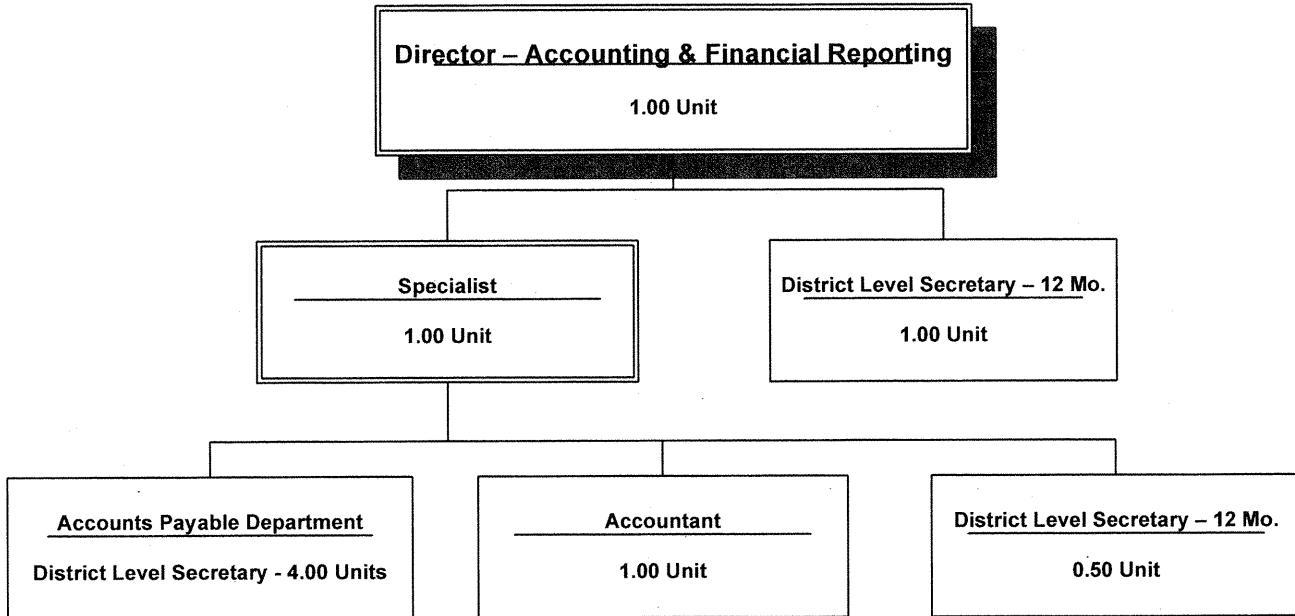 Director – Accounting & Financial Reporting
1.00 Unit
Specialist
1.00 Unit
District Level Secretary – 12 Mo.
1.00 Unit
Accounts Payable Department
District Level Secretary - 4.00 Units
Accountant
1.00 Unit
District Level Secretary – 12 Mo.
0.50 Unit